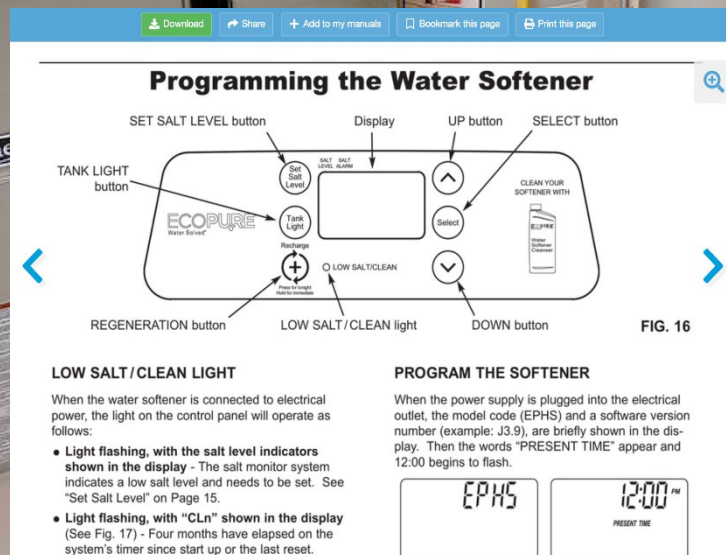 Download
Share
Add to my manuals
Bookmark this page
Print this page
Programming the Water Softener
SET SALT LEVEL button
Display
UP button
SELECT button
TANK LIGHT
button
Set
Salt
Level
SALT SALT
LEVEL ALARM
CLEAN YOUR
SOFTENER WITH
ECOPURE
Water Solved
Tank
Light
Select
Water
Softener
Cleanser
Recharge
LOW SALT/CLEAN
Press for tonight
Hold for immediate
REGENERATION button
LOW SALT/CLEAN light
DOWN button
FIG. 16
LOW SALT/CLEAN LIGHT
When the water softener is connected to electrical
power, the light on the control panel will operate as
follows:
● Light flashing, with the salt level indicators
shown in the display - The salt monitor system
indicates a low salt level and needs to be set. See
“Set Salt Level” on Page 15.
● Light flashing, with “CLn” shown in the display
(See Fig. 17) - Four months have elapsed on the
system's timer since start up or the last reset.
PROGRAM THE SOFTENER
When the power supply is plugged into the electrical
outlet, the model code (EPHS) and a software version
number (example: J3.9), are briefly shown in the dis-
play. Then the words “PRESENT TIME” appear and
12:00 begins to flash.
EPHS
12:00 PM
PRESENT TIME